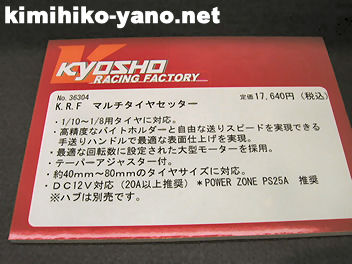 kimihiko-yano.net
KYOSHO
RACING FACTORY
No.36304
K.R.F マルチタイヤセッター
定価17,640円（税込）
・1/10〜1/8用タイヤに対応。
・高精度なバイトホルダーと自由な送りスピードを実現できる
手送りハンドルで最適な表面仕上げを実現。
・最適な回転数に設定された大型モーターを採用。
・テーパーアジャスター付。
・約40mm〜80mmのタイヤサイズに対応。
・DC12V対応（20A以上推奨）＊POWER ZONE PS25A 推奨
※ハブは別売です。